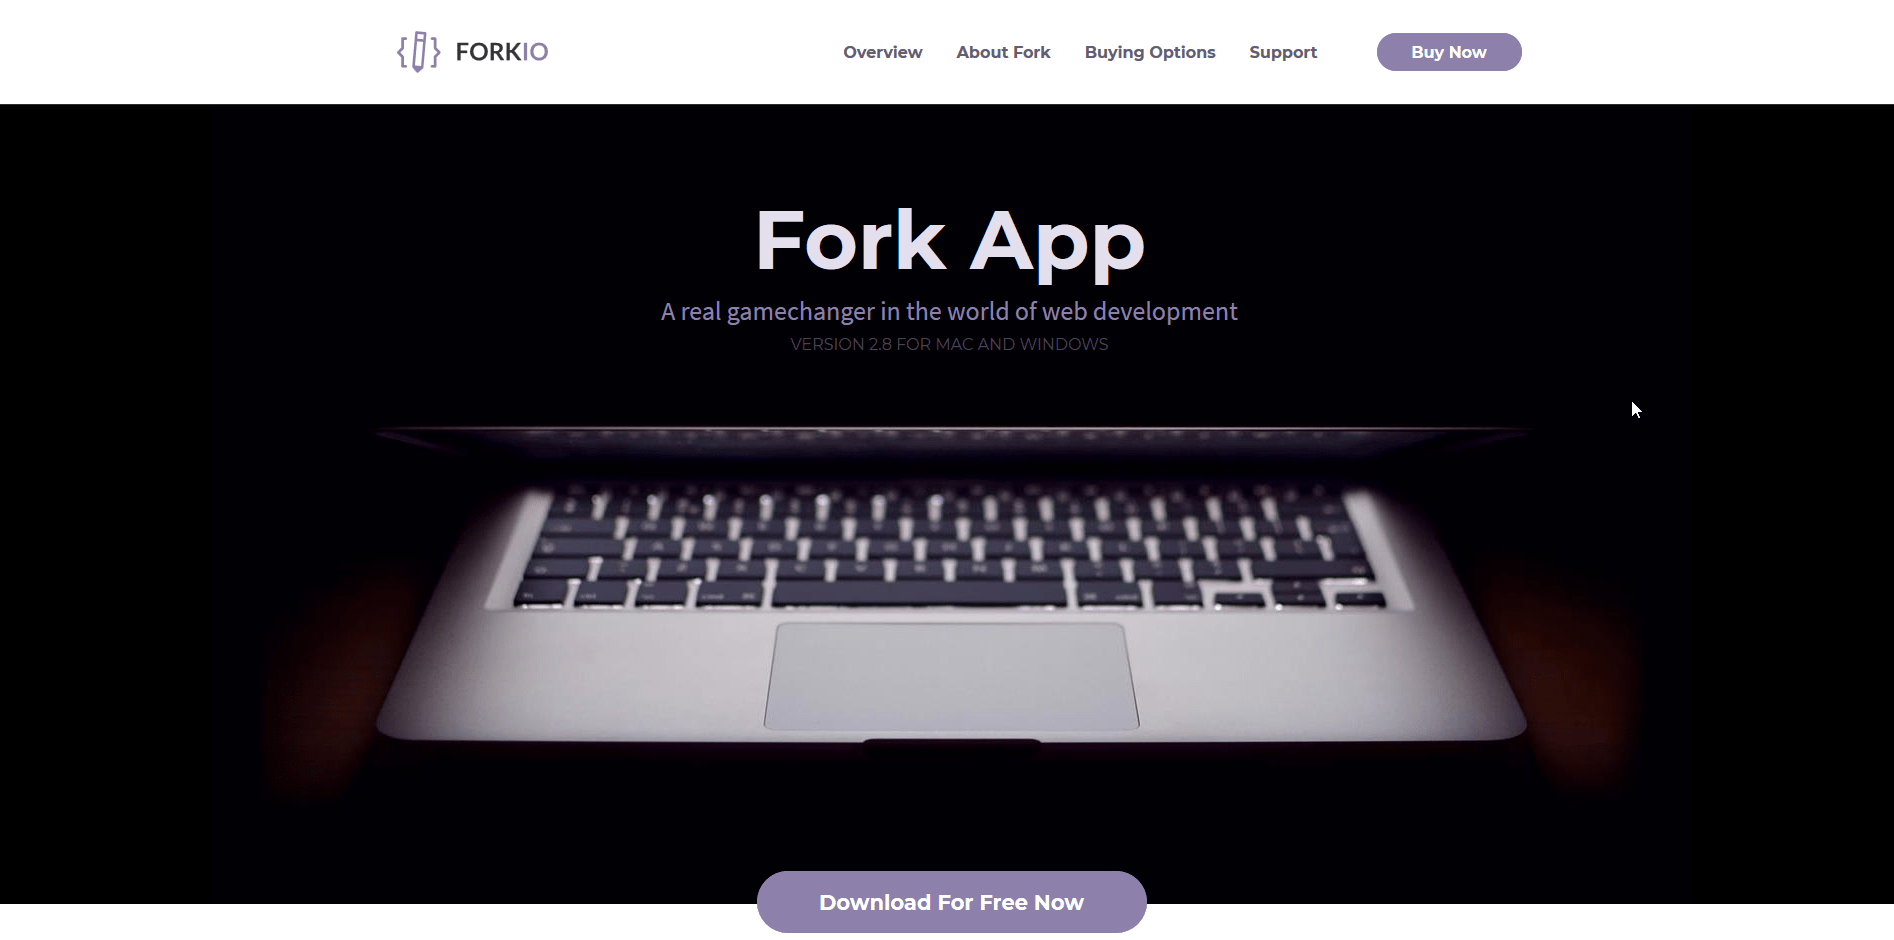 FORKIO
Overview About Fork Buying Options Support Buy Now
Fork App
A real gamechanger in the world of web development
VERSION 2.8 FOR MAC AND WINDOWS
Download For Free Now